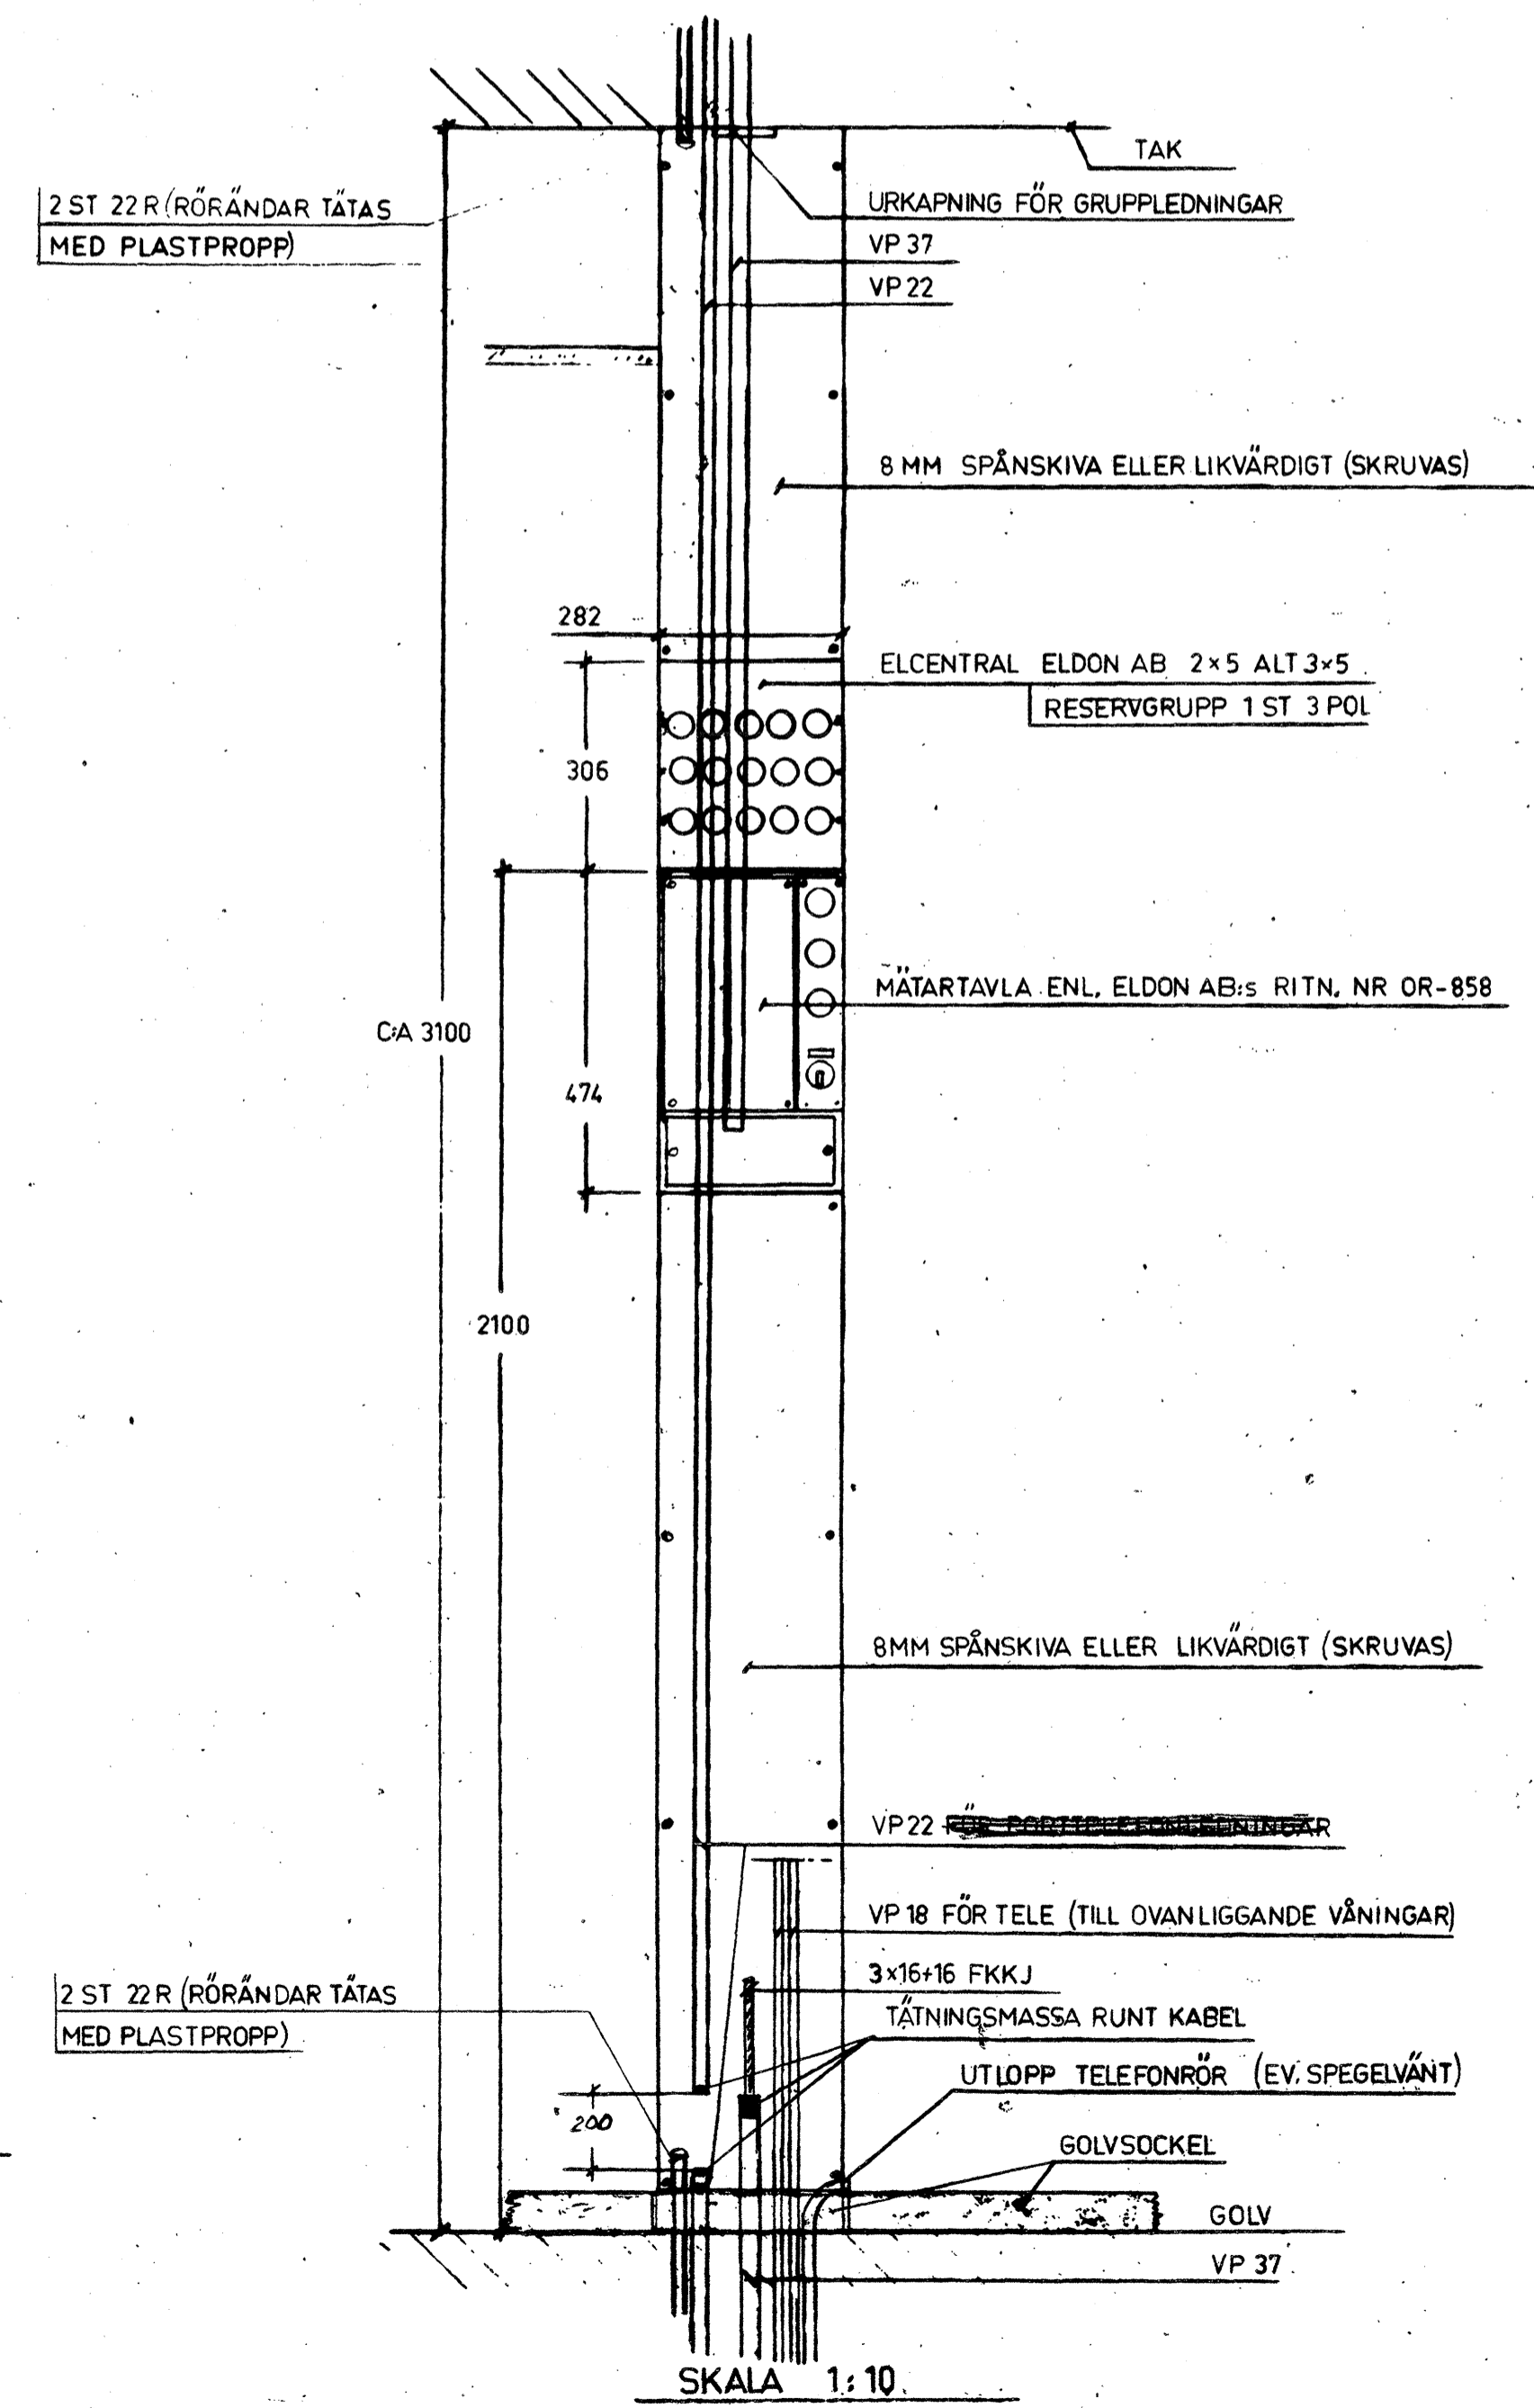 TAK
2 ST 22 R (RÖRÄNDAR TÄTAS
MED PLASTPROPP)
URKAPNING FÖR GRUPPLEDNINGAR
VP 37
VP 22
8 MM SPÅNSKIVA ELLER LIKVÄRDIGT (SKRUVAS)
282
ELCENTRAL ELDON AB 2×5 ALT 3×5
RESERVGRUPP 1 ST 3 POL
306
MÄTARTAVLA ENL. ELDON AB:s RITN. NR OR-858
C:A 3100
474
2100
8MM SPÅNSKIVA ELLER LIKVÄRDIGT (SKRUVAS)
VP 22 FÖR PORTTELEFONLEDNINGAR
VP 18 FÖR TELE (TILL OVANLIGGANDE VÅNINGAR)
3×16+16 FKKJ
2 ST 22 R (RÖRÄNDAR TÄTAS
MED PLASTPROPP)
TÄTNINGSMASSA RUNT KABEL
UTLOPP TELEFONRÖR (EV. SPEGELVÄNT)
200
GOLVSOCKEL
GOLV
VP 37
SKALA 1:10